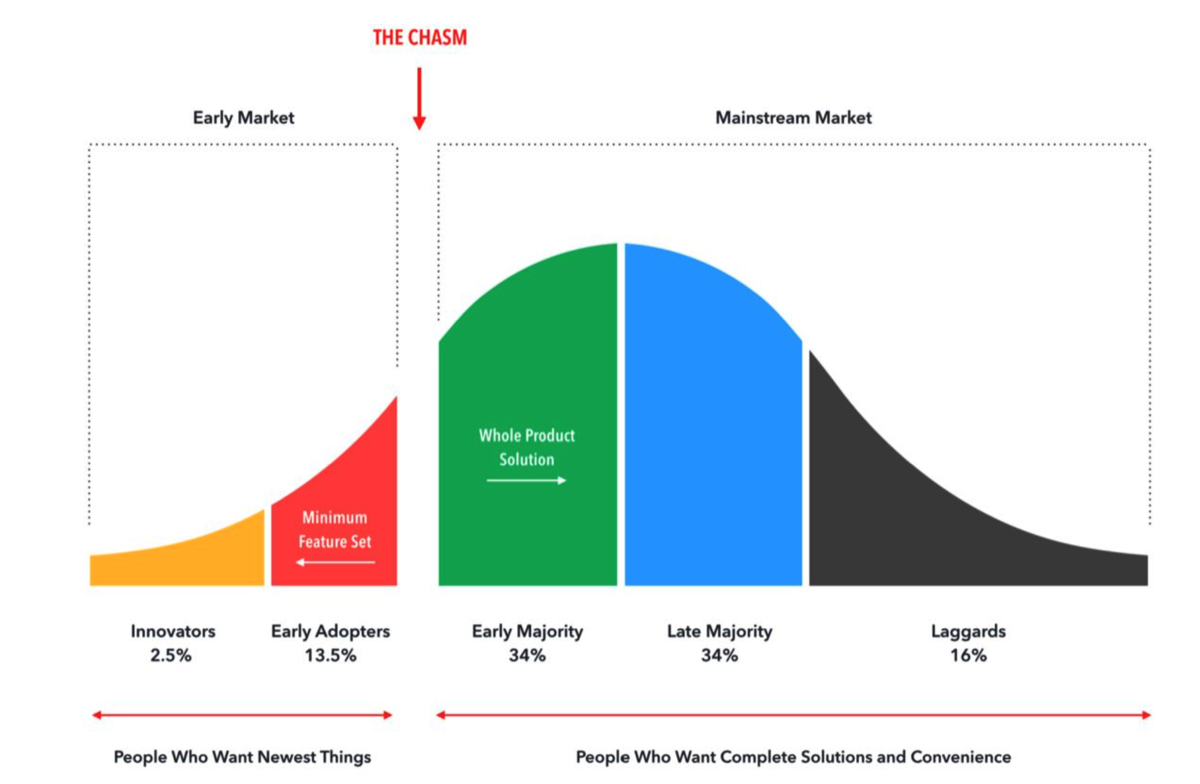 THE CHASM
Early Market
Mainstream Market
Whole Product
Solution
Minimum
Feature Set
Innovators
2.5%
Early Adopters
13.5%
Early Majority
34%
Late Majority
34%
Laggards
16%
People Who Want Newest Things
People Who Want Complete Solutions and Convenience